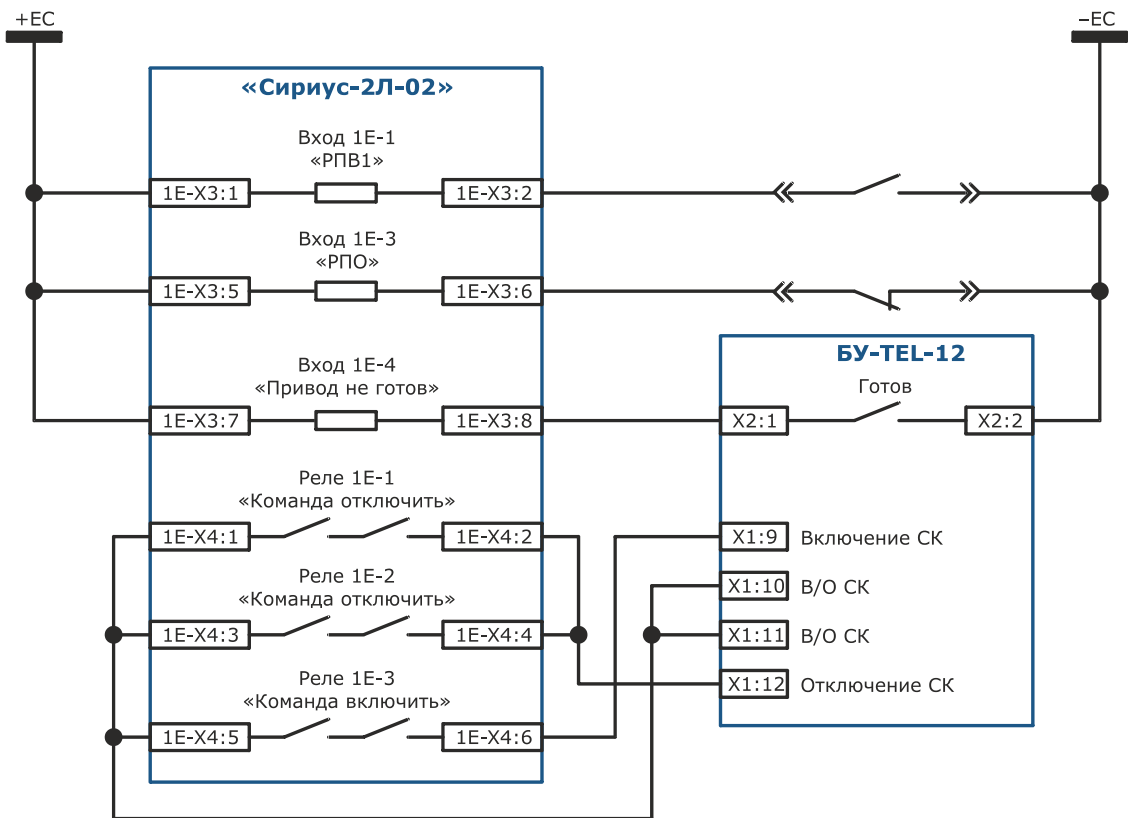 +ЕС
–ЕС
«Сириус-2Л-02»
Вход 1Е-1
«РПВ1»
1Е-Х3:1
1Е-Х3:2
Вход 1Е-3
«РПО»
1Е-Х3:5
1Е-Х3:6
БУ-TEL-12
Вход 1Е-4
«Привод не готов»
Готов
1Е-Х3:7
1Е-Х3:8
Х2:1
Х2:2
Реле 1Е-1
«Команда отключить»
1Е-Х4:1
1Е-Х4:2
Х1:9
Включение СК
Реле 1Е-2
«Команда отключить»
Х1:10
В/О СК
1Е-Х4:3
1Е-Х4:4
Х1:11
В/О СК
Реле 1Е-3
«Команда включить»
Х1:12
Отключение СК
1Е-Х4:5
1Е-Х4:6